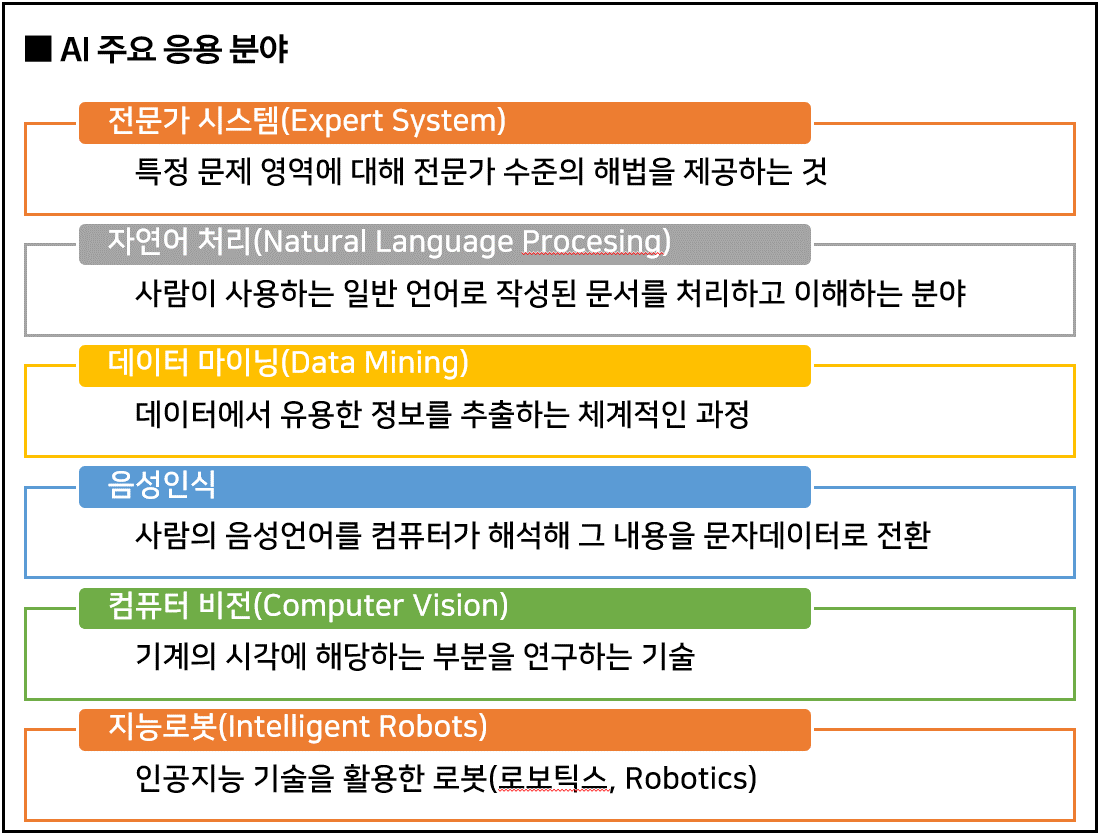 ■ AI 주요 응용 분야
전문가 시스템(Expert System)
특정 문제 영역에 대해 전문가 수준의 해법을 제공하는 것
자연어 처리(Natural Language Procesing)
사람이 사용하는 일반 언어로 작성된 문서를 처리하고 이해하는 분야
데이터 마이닝(Data Mining)
데이터에서 유용한 정보를 추출하는 체계적인 과정
음성인식
사람의 음성언어를 컴퓨터가 해석해 그 내용을 문자데이터로 전환
컴퓨터 비전(Computer Vision)
기계의 시각에 해당하는 부분을 연구하는 기술
지능로봇(Intelligent Robots)
인공지능 기술을 활용한 로봇(로보틱스, Robotics)